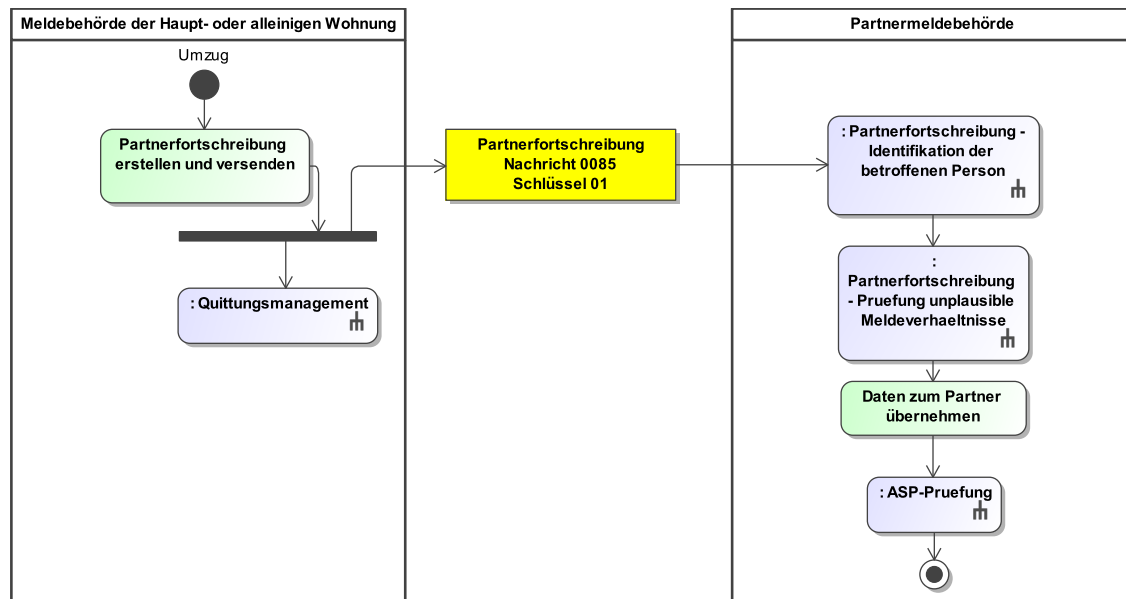 Meldebehörde der Haupt- oder alleinigen Wohnung
Umzug
Partnerfortschreibung
erstellen und versenden
: Quittungsmanagement
Partnerfortschreibung
Nachricht 0085
Schlüssel 01
Partnermeldebehörde
: Partnerfortschreibung -
Identifikation der
betroffenen Person
:
Partnerfortschreibung
- Pruefung unplausible
Meldeverhaeltnisse
Daten zum Partner
übernehmen
: ASP-Pruefung